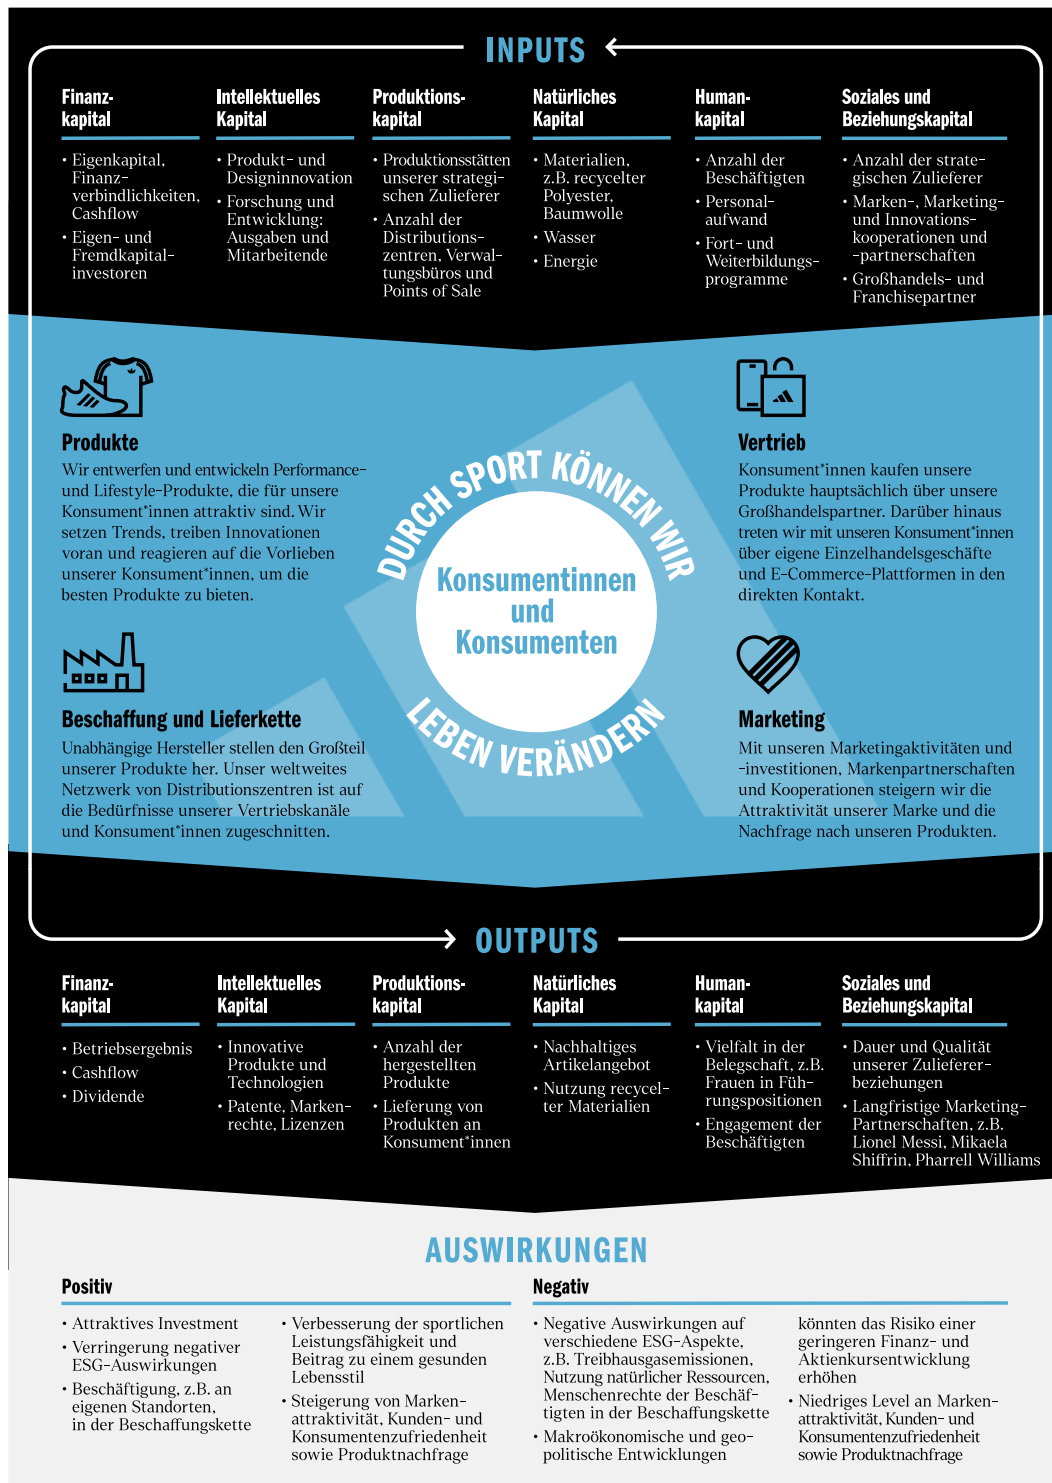 INPUTS
Finanz-
kapital
• Eigenkapital,
Finanz-
verbindlichkeiten,
Cashflow
• Eigen- und
Fremdkapital-
investoren
Intellektuelles
Kapital
• Produkt- und
Designinnovation
• Forschung und
Entwicklung:
Ausgaben und
Mitarbeitende
Produktions-
kapital
• Produktionsstätten
unserer strategi-
schen Zulieferer
• Anzahl der
Distributions-
zentren, Verwal-
tungsbüros und
Points of Sale
Natürliches
Kapital
• Materialien,
z.B. recycelter
Polyester,
Baumwolle
• Wasser
• Energie
Human-
kapital
• Anzahl der
Beschäftigten
• Personal-
aufwand
• Fort- und
Weiterbildungs-
programme
Soziales und
Beziehungskapital
• Anzahl der strate-
gischen Zulieferer
• Marken-, Marketing-
und Innovations-
kooperationen und
-partnerschaften
• Großhandels- und
Franchisepartner
Produkte
Wir entwerfen und entwickeln Performance-
und Lifestyle-Produkte, die für unsere
Konsument*innen attraktiv sind. Wir
setzen Trends, treiben Innovationen
voran und reagieren auf die Vorlieben
unserer Konsument*innen, um die
besten Produkte zu bieten.
Beschaffung und Lieferkette
Unabhängige Hersteller stellen den Großteil
unserer Produkte her. Unser weltweites
Netzwerk von Distributionszentren ist auf
die Bedürfnisse unserer Vertriebskanäle
und Konsument*innen zugeschnitten.
DURCH SPORT KÖNNEN WIR
Konsumentinnen
und
Konsumenten
LEBEN VERÄNDERN
Vertrieb
Konsument*innen kaufen unsere
Produkte hauptsächlich über unsere
Großhandelspartner. Darüber hinaus
treten wir mit unseren Konsument*innen
über eigene Einzelhandelsgeschäfte
und E-Commerce-Plattformen in den
direkten Kontakt.
Marketing
Mit unseren Marketingaktivitäten und
-investitionen, Markenpartnerschaften
und Kooperationen steigern wir die
Attraktivität unserer Marke und die
Nachfrage nach unseren Produkten.
OUTPUTS
Finanz-
kapital
• Betriebsergebnis
• Cashflow
• Dividende
Intellektuelles
Kapital
• Innovative
Produkte und
Technologien
• Patente, Marken-
rechte, Lizenzen
Produktions-
kapital
• Anzahl der
hergestellten
Produkte
• Lieferung von
Produkten an
Konsument*innen
Natürliches
Kapital
• Nachhaltiges
Artikelangebot
• Nutzung recycel-
ter Materialien
Human-
kapital
• Vielfalt in der
Belegschaft, z.B.
Frauen in Füh-
rungspositionen
• Engagement der
Beschäftigten
Soziales und
Beziehungskapital
• Dauer und Qualität
unserer Zulieferer-
beziehungen
• Langfristige Marketing-
Partnerschaften, z.B.
Lionel Messi, Mikaela
Shiffrin, Pharrell Williams
AUSWIRKUNGEN
Positiv
• Attraktives Investment
• Verringerung negativer
ESG-Auswirkungen
• Beschäftigung, z.B. an
eigenen Standorten,
in der Beschaffungskette
• Verbesserung der sportlichen
Leistungsfähigkeit und
Beitrag zu einem gesunden
Lebensstil
• Steigerung von Marken-
attraktivität, Kunden- und
Konsumentenzufriedenheit
sowie Produktnachfrage
Negativ
• Negative Auswirkungen auf
verschiedene ESG-Aspekte,
z.B. Treibhausgasemissionen,
Nutzung natürlicher Ressourcen,
Menschenrechte der Beschäf-
tigten in der Beschaffungskette
• Makroökonomische und geo-
politische Entwicklungen
könnten das Risiko einer
geringeren Finanz- und
Aktienkursentwicklung
erhöhen
• Niedriges Level an Marken-
attraktivität, Kunden- und
Konsumentenzufriedenheit
sowie Produktnachfrage